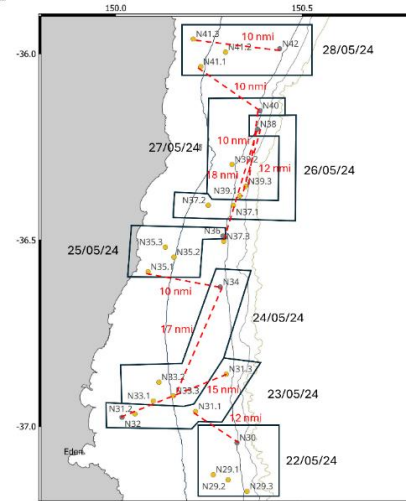 150.0 150.5
-36.0
N41.3
10 nmi
N42
N41.2
N41.1
28/05/24
10 nmi
N40
N38
10 nmi
27/05/24
N39.2
12 nmi
18 nmi
26/05/24
N39.3
N39.1
N37.2
N37.1
-36.5
N36
N37.3
25/05/24
N35.3
N35.2
N35.1
10 nmi
N34
24/05/24
17 nmi
N31.3
N33.2
15 nmi
23/05/24
N33.3
N33.1
N31.2
N31.1
N32
12 nmi
-37.0
Eden
N30
22/05/24
N29.1
N29.2
N29.3